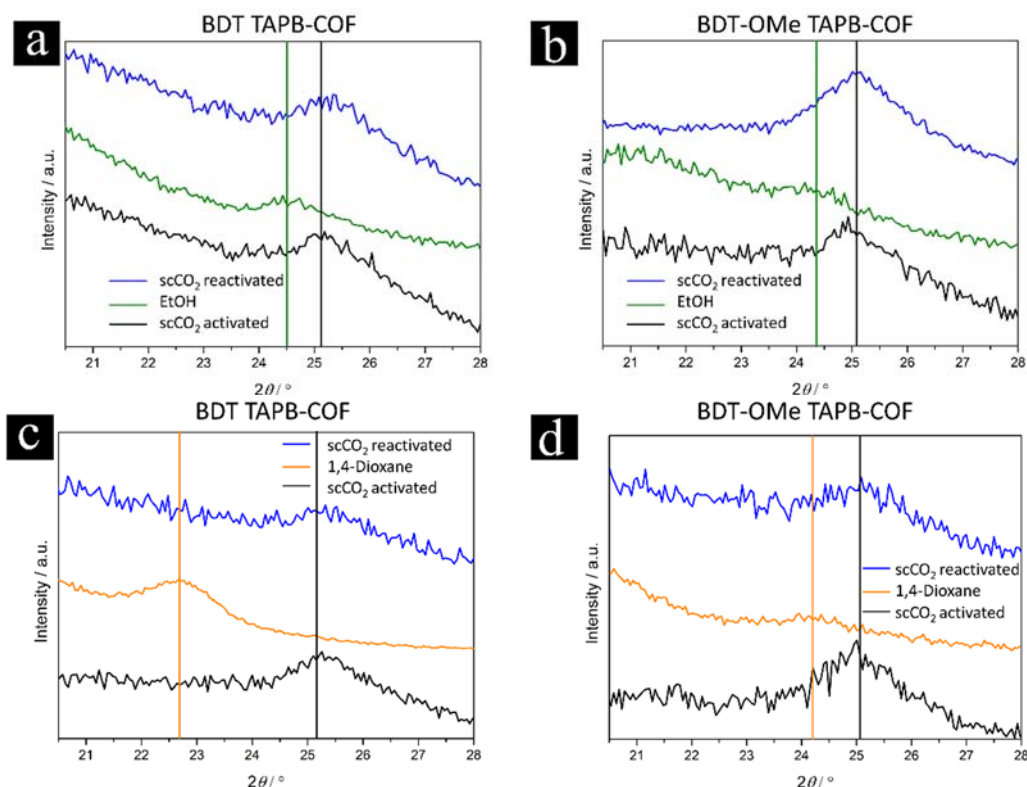 a
BDT TAPB-COF
Intensity / a.u.
scCO₂ reactivated
EtOH
scCO₂ activated
21 22 23 24 25 26 27 28
2θ / °
b
BDT-OMe TAPB-COF
Intensity / a.u.
scCO₂ reactivated
EtOH
scCO₂ activated
21 22 23 24 25 26 27 28
2θ / °
c
BDT TAPB-COF
Intensity / a.u.
scCO₂ reactivated
1,4-Dioxane
scCO₂ activated
21 22 23 24 25 26 27 28
2θ / °
d
BDT-OMe TAPB-COF
Intensity / a.u.
scCO₂ reactivated
1,4-Dioxane
scCO₂ activated
21 22 23 24 25 26 27 28
2θ / °